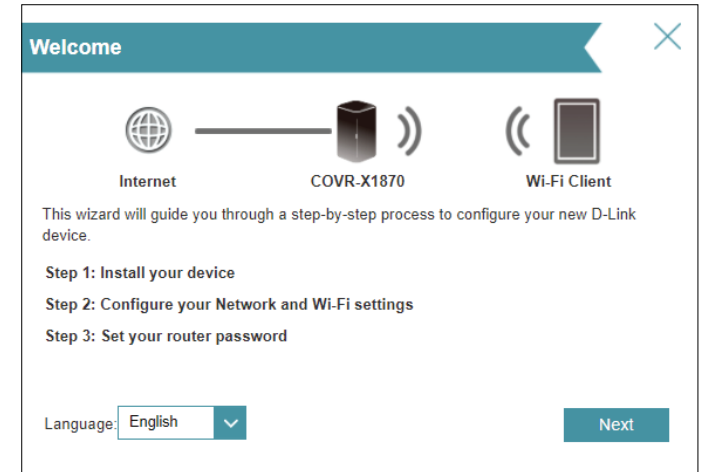 Welcome
Internet
COVR-X1870
Wi-Fi Client
This wizard will guide you through a step-by-step process to configure your new D-Link
device.
Step 1: Install your device
Step 2: Configure your Network and Wi-Fi settings
Step 3: Set your router password
Language: English
Next